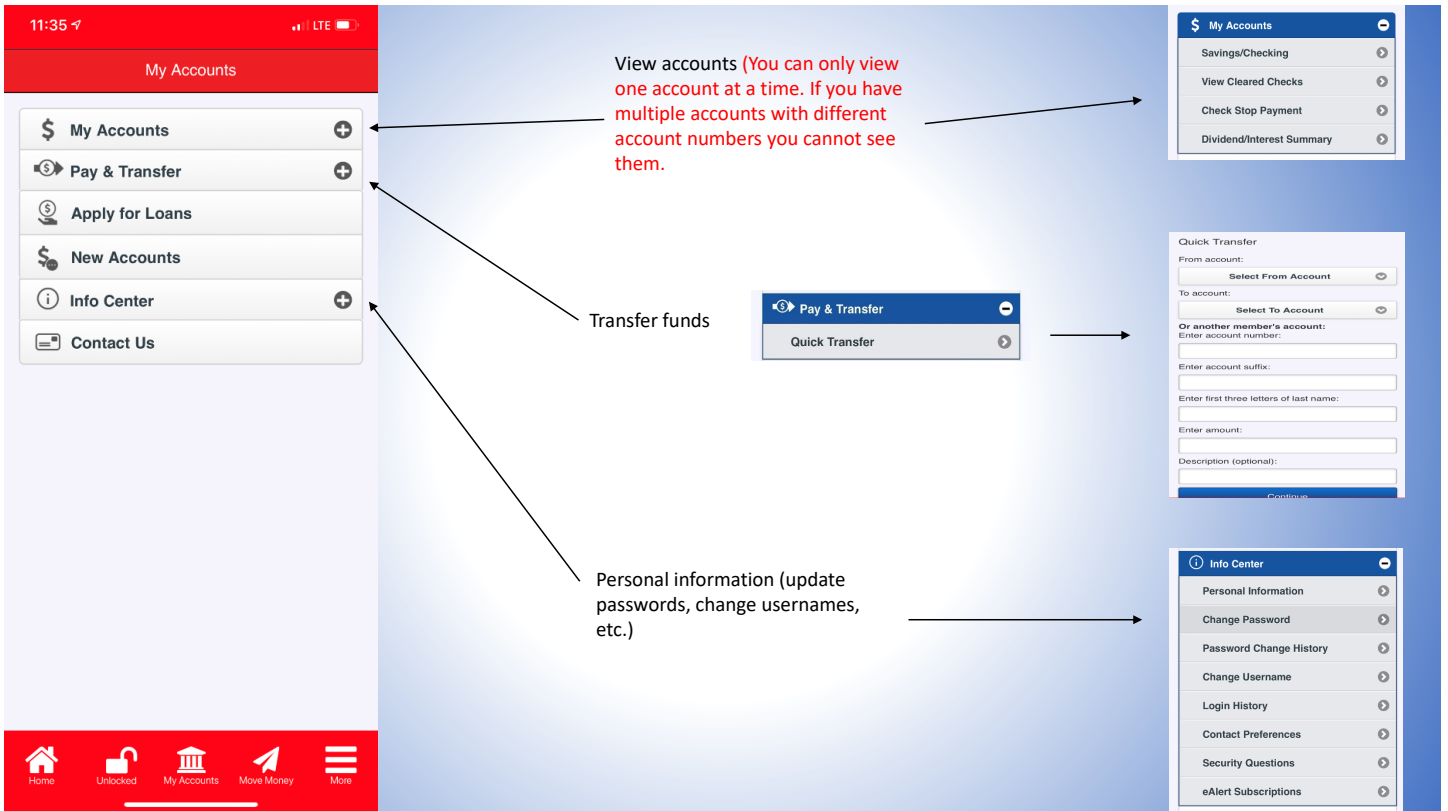 11:35
LTE
My Accounts
My Accounts
Pay & Transfer
Apply for Loans
New Accounts
Info Center
Contact Us
Home
Unlocked
My Accounts
Move Money
More
View accounts (You can only view
one account at a time. If you have
multiple accounts with different
account numbers you cannot see
them.
Transfer funds
Pay & Transfer
Quick Transfer
Personal information (update
passwords, change usernames,
etc.)
My Accounts
Savings/Checking
View Cleared Checks
Check Stop Payment
Dividend/Interest Summary
Quick Transfer
From account:
Select From Account
To account:
Select To Account
Or another member's account:
Enter account number:
Enter account suffix:
Enter first three letters of last name:
Enter amount:
Description (optional):
Continue
Info Center
Personal Information
Change Password
Password Change History
Change Username
Login History
Contact Preferences
Security Questions
eAlert Subscriptions